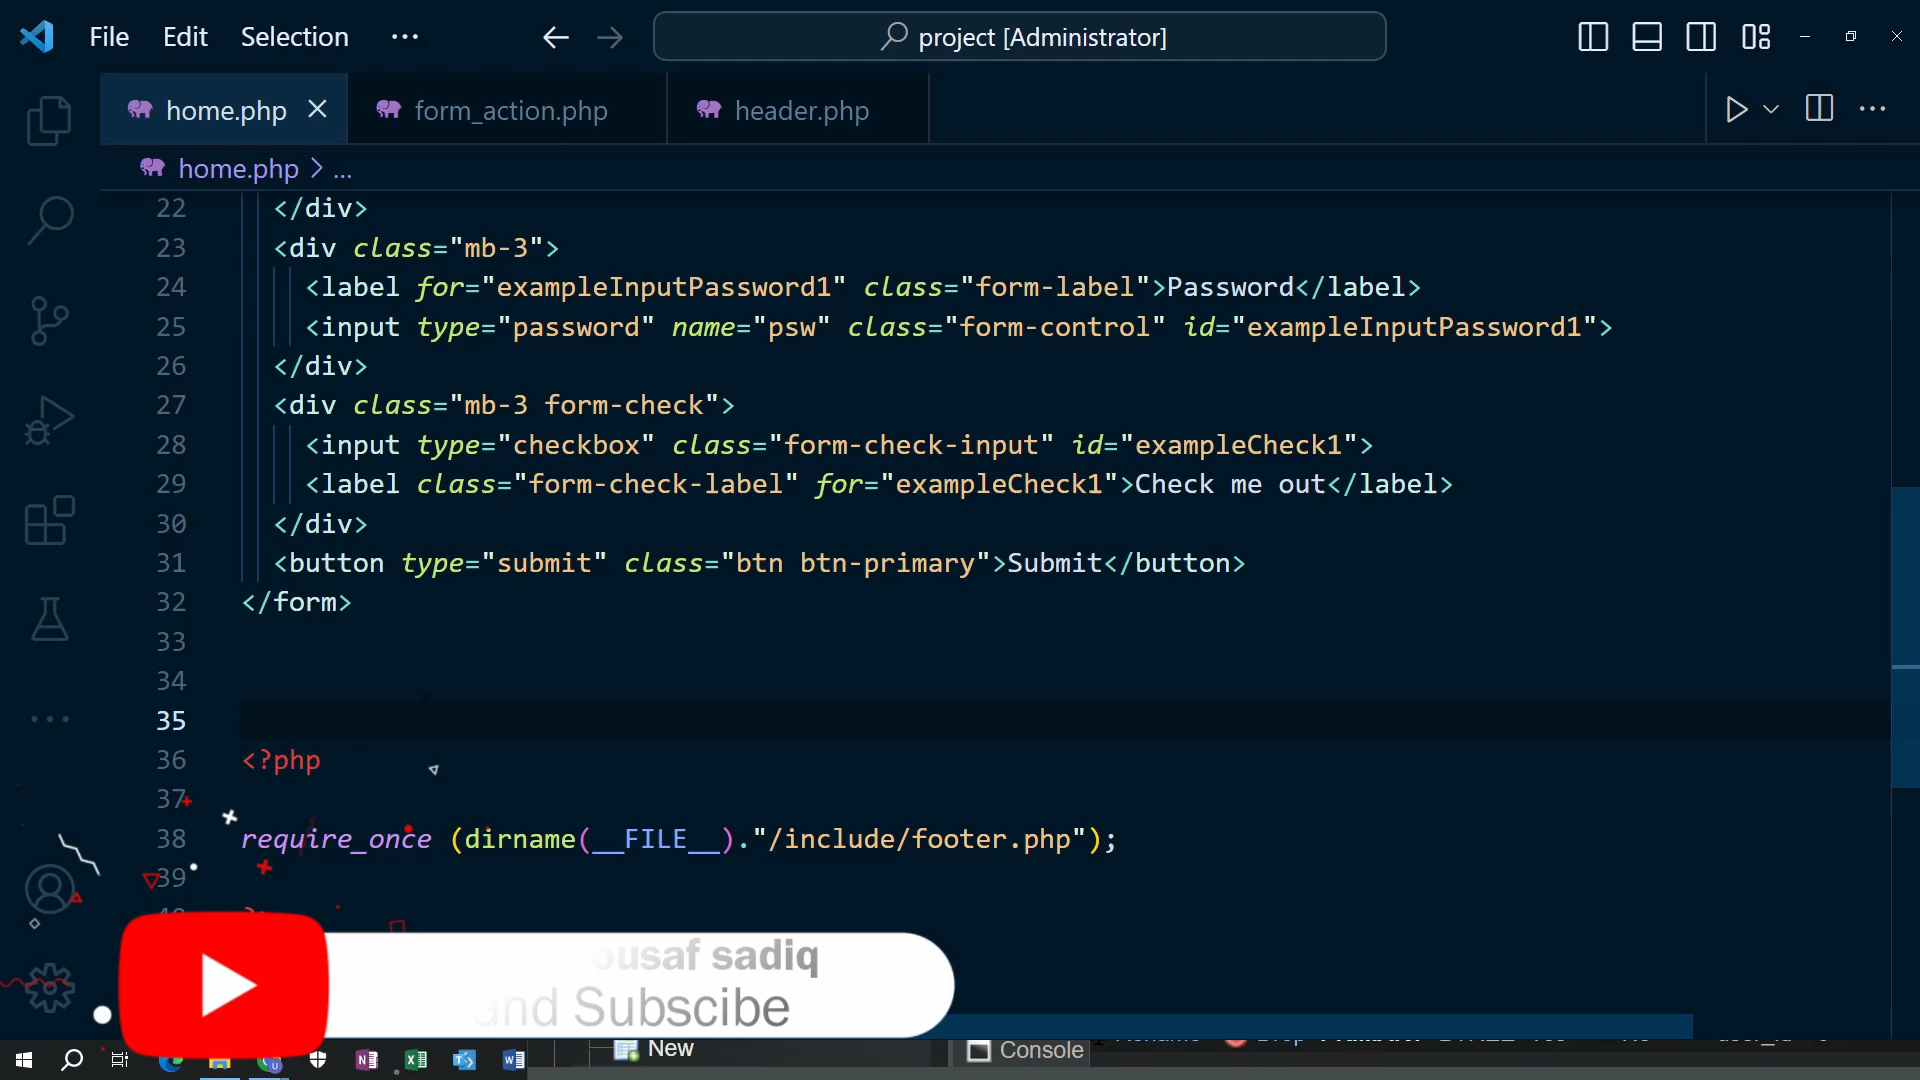 File Edit Selection ··· project [Administrator]
home.php form_action.php header.php
home.php > ...
22 </div>
23 <div class="mb-3">
24 <label for="exampleInputPassword1" class="form-label">Password</label>
25 <input type="password" name="psw" class="form-control" id="exampleInputPassword1">
26 </div>
27 <div class="mb-3 form-check">
28 <input type="checkbox" class="form-check-input" id="exampleCheck1">
29 <label class="form-check-label" for="exampleCheck1">Check me out</label>
30 </div>
31 <button type="submit" class="btn btn-primary">Submit</button>
32 </form>
33
34
35
36 <?php
37
38 require_once (dirname(__FILE__)."/include/footer.php");
39
ousaf sadiq
and Subscibe
New Console